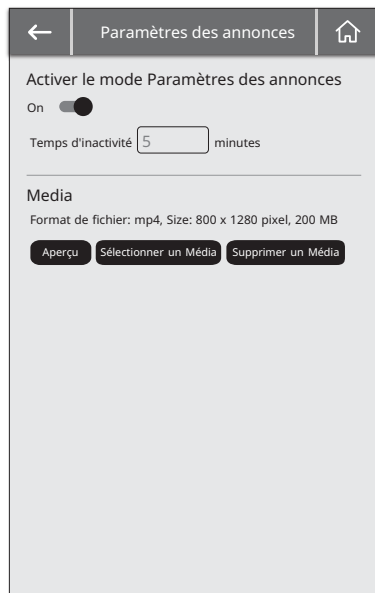 Paramètres des annonces
Activer le mode Paramètres des annonces
On
Temps d'inactivité 5 minutes
Media
Format de fichier: mp4, Size: 800 x 1280 pixel, 200 MB
Aperçu Sélectionner un Média Supprimer un Média